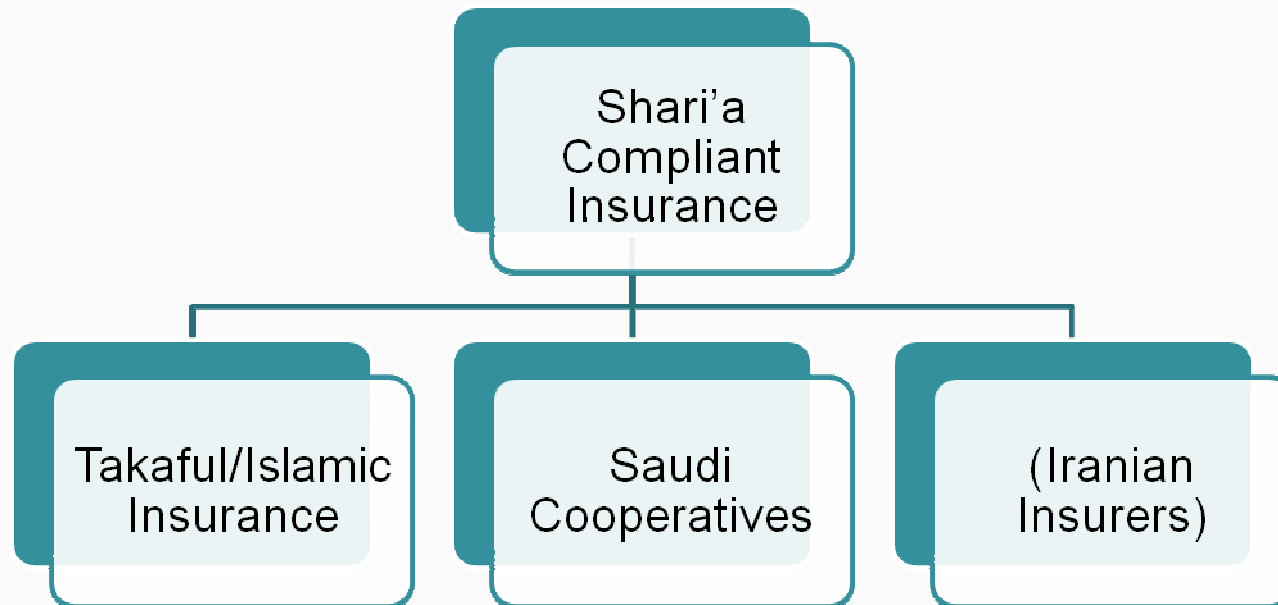 Shari’a
Compliant
Insurance
Takaful/Islamic
Insurance
Saudi
Cooperatives
(Iranian
Insurers)